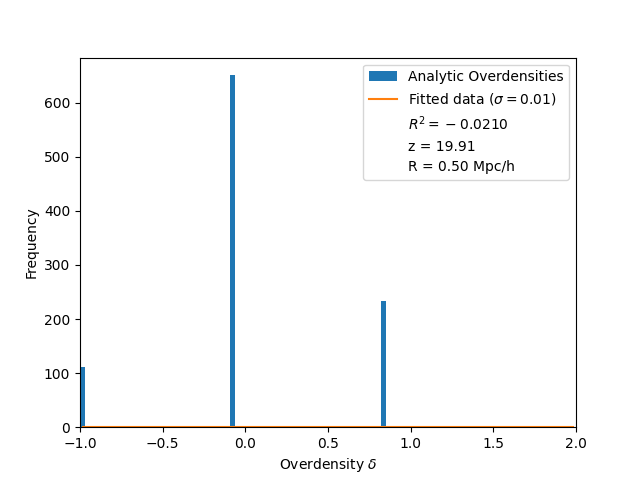 Analytic Overdensities
Fitted data (σ = 0.01)
R² = − 0.0210
z = 19.91
R = 0.50 Mpc/h
Frequency
600
500
400
300
200
100
0
−1.0 −0.5 0.0 0.5 1.0 1.5 2.0
Overdensity δ